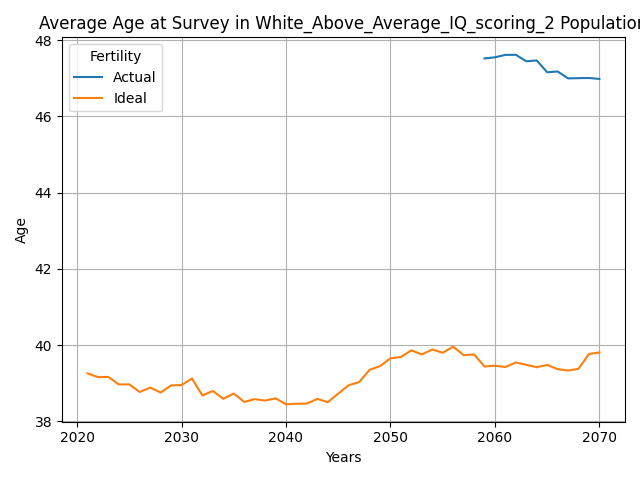 Average Age at Survey in White_Above_Average_IQ_scoring_2 Population
48
46
44
42
40
38
Age
Fertility
Actual
Ideal
2020
2030
2040
2050
2060
2070
Years